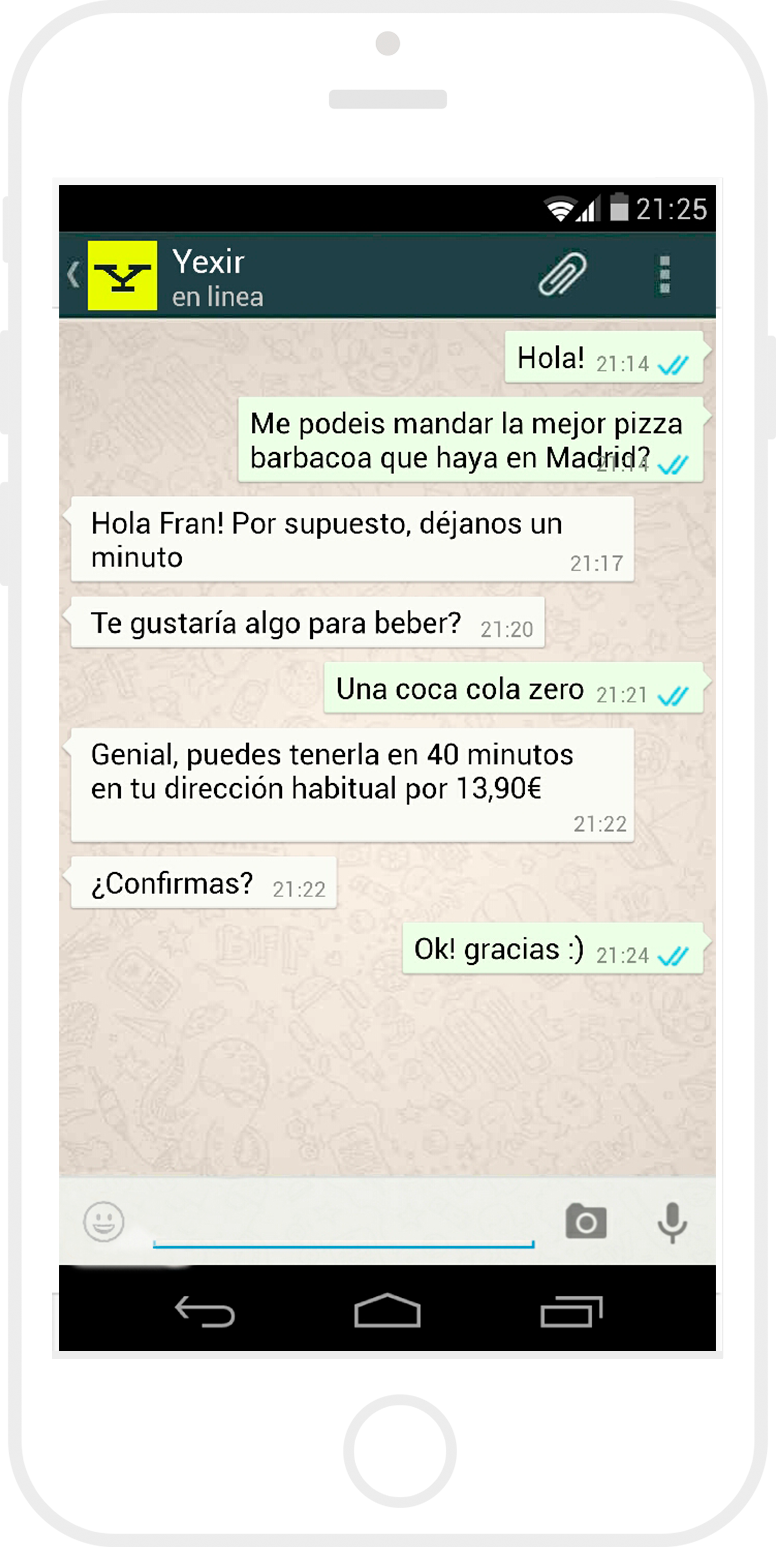 21:25
Yexir
en linea
Hola! 21:14
Me podeis mandar la mejor pizza
barbacoa que haya en Madrid? 21:14
Hola Fran! Por supuesto, déjanos un
minuto 21:17
Te gustaría algo para beber? 21:20
Una coca cola zero 21:21
Genial, puedes tenerla en 40 minutos
en tu dirección habitual por 13,90€
21:22
¿Confirmas? 21:22
BFF
Ok! gracias :) 21:24